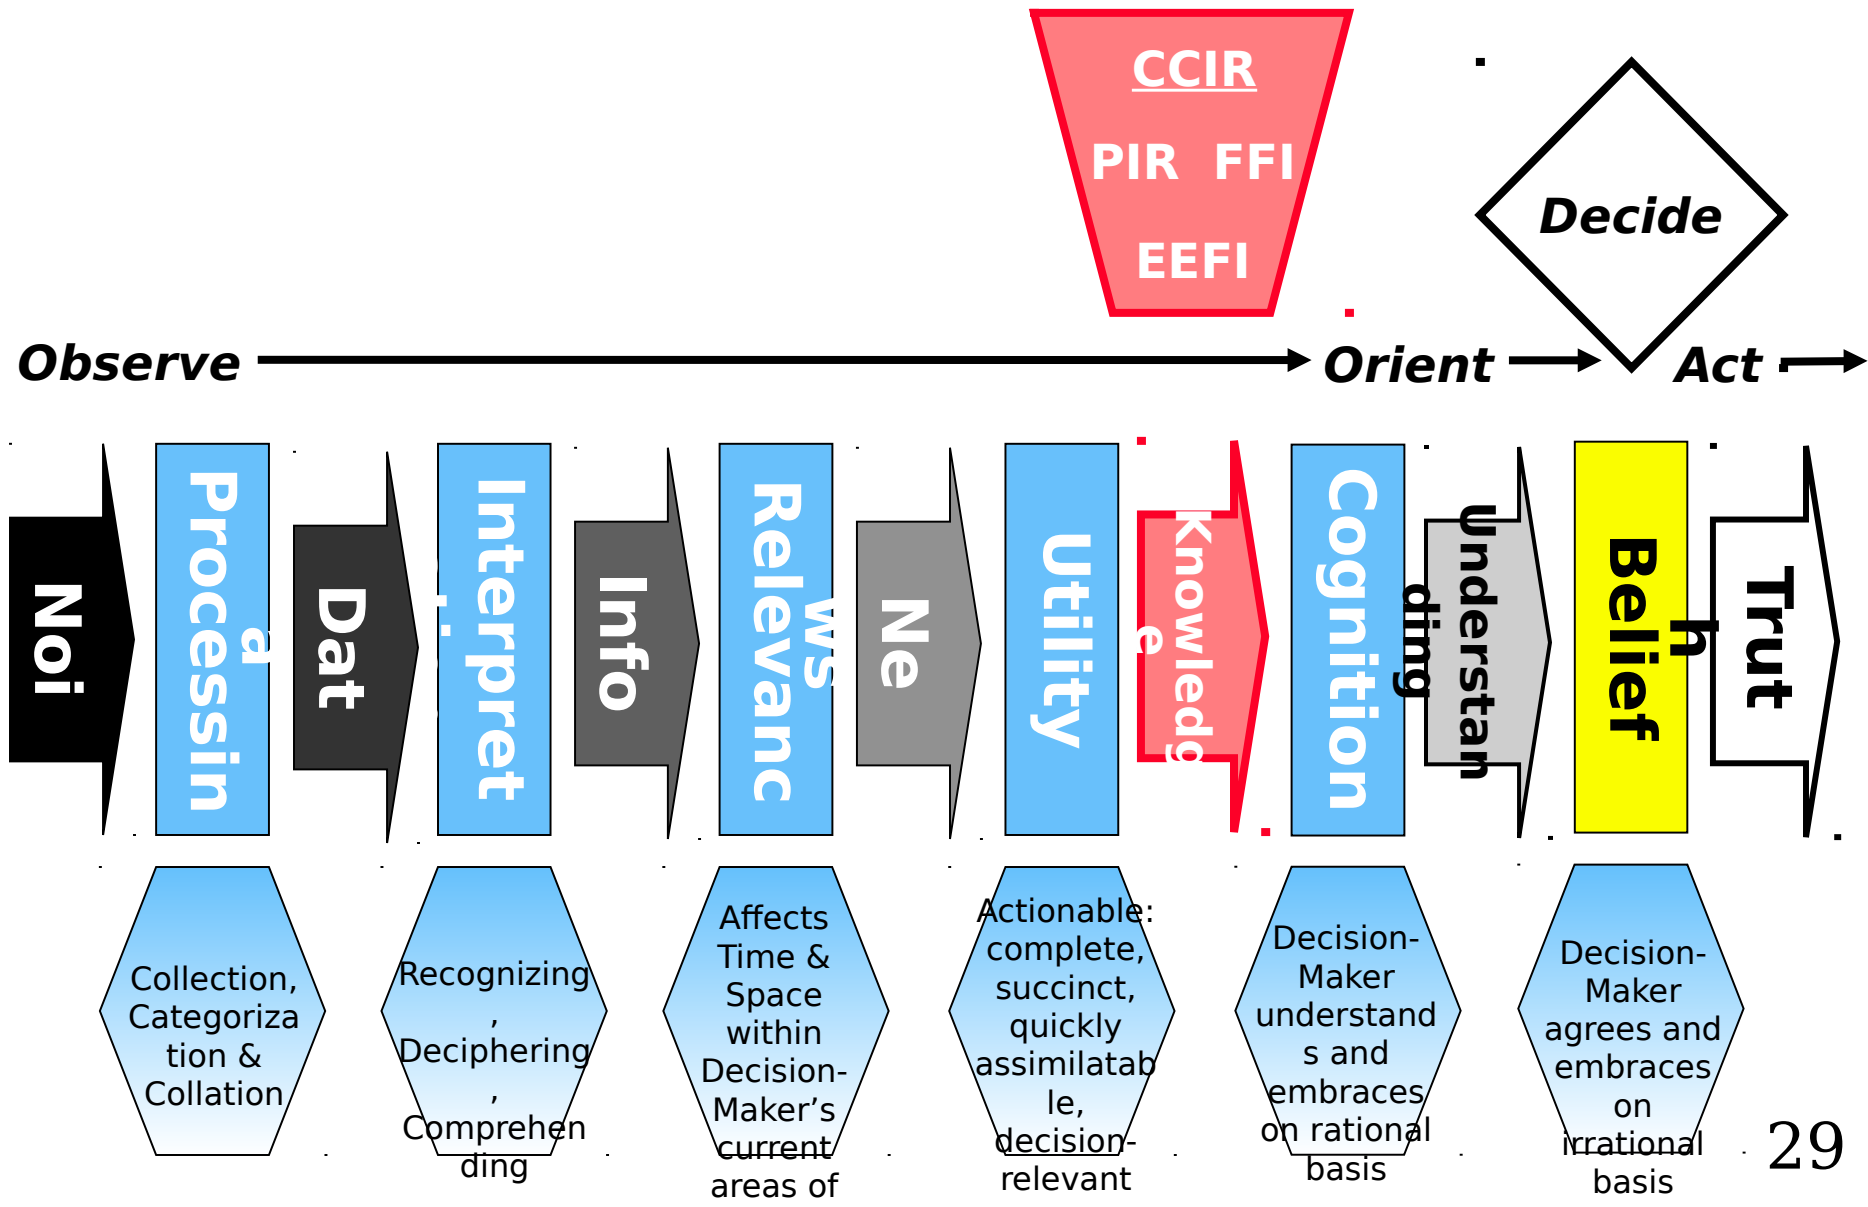 CCIR
PIR FFI
EEFI
Decide
Observe
Orient
Act
Noi
Processin
a
Dat
Interpret
Info
Relevanc
ws
Ne
Utility
Knowledg
e
Cognition
Understan
ding
Belief
h
Trut
Collection,
Categoriza
tion &
Collation
Recognizing
,
Deciphering
,
Comprehen
ding
Affects
Time &
Space
within
Decision-
Maker’s
current
areas of
Actionable:
complete,
succinct,
quickly
assimilatab
le,
decision-
relevant
Decision-
Maker
understand
s and
embraces
on rational
basis
Decision-
Maker
agrees and
embraces
on
irrational
basis
29